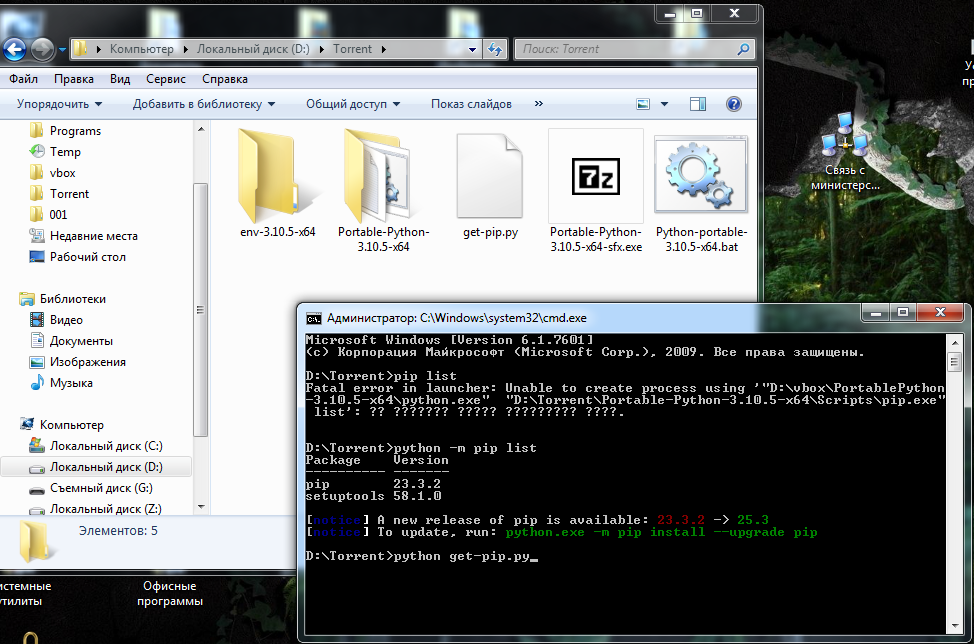 Компьютер
Локальный диск (D:)
Torrent
Поиск: Torrent
Файл Правка Вид Сервис Справка
Упорядочить Добавить в библиотеку Общий доступ Показ слайдов »
Programs
Temp
vbox
Torrent
001
Недавние места
Рабочий стол
Библиотеки
Видео
Документы
Изображения
Музыка
Компьютер
Локальный диск (C:)
Локальный диск (D:)
Съемный диск (G:)
Локальный диск (Z:)
env-3.10.5-x64
Portable-Python-
3.10.5-x64
get-pip.py
7z
Portable-Python-
3.10.5-x64-sfx.exe
Python-portable-
3.10.5-x64.bat
Элементов: 5
Связь с
министерс...
Администратор: C:\Windows\system32\cmd.exe
Microsoft Windows [Version 6.1.7601]
(c) Корпорация Майкрософт (Microsoft Corp.), 2009. Все права защищены.
D:\Torrent>pip list
Fatal error in launcher: Unable to create process using '"D:\vbox\PortablePython
-3.10.5-x64\python.exe"  "D:\Torrent\Portable-Python-3.10.5-x64\Scripts\pip.exe"
 list': ?? ??????? ????? ????????? ????.
D:\Torrent>python -m pip list
Package    Version
---------- -------
pip        23.3.2
setuptools 58.1.0
[notice] A new release of pip is available: 23.3.2 -> 25.3
[notice] To update, run: python.exe -m pip install --upgrade pip
D:\Torrent>python get-pip.py_
Офисные
программы